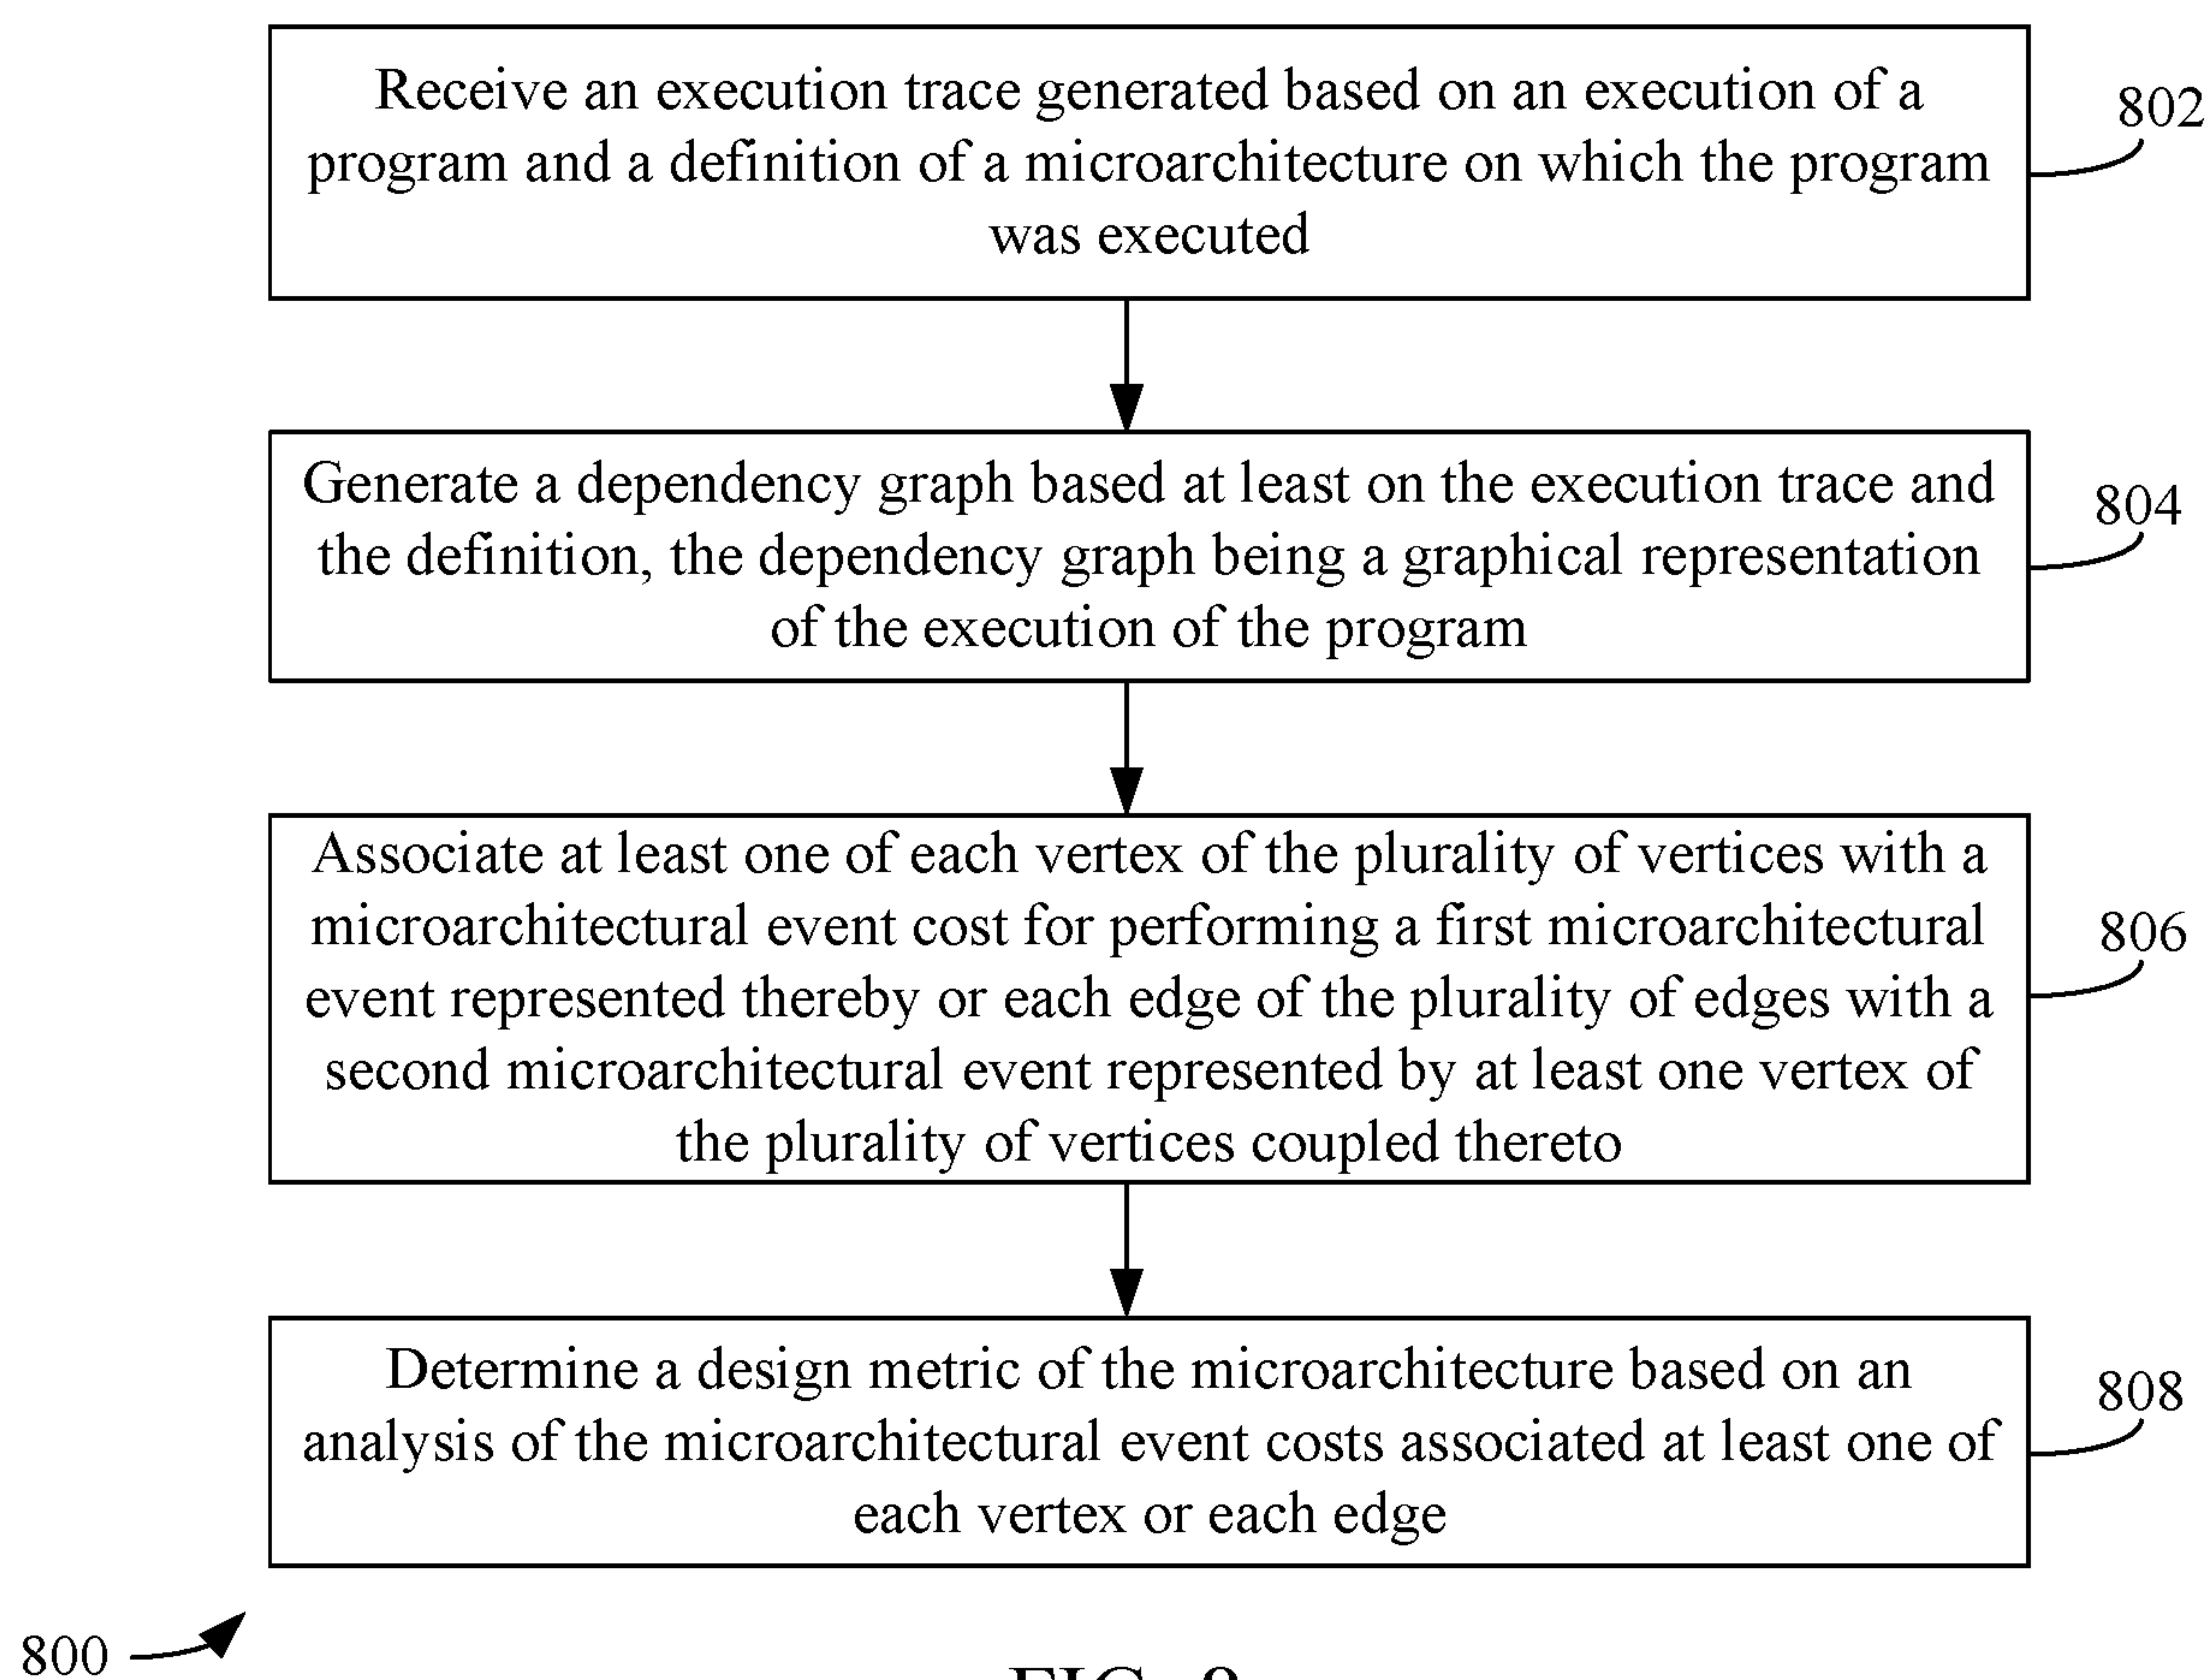 Receive an execution trace generated based on an execution of a
program and a definition of a microarchitecture on which the program
was executed
802
Generate a dependency graph based at least on the execution trace and
the definition, the dependency graph being a graphical representation
of the execution of the program
804
Associate at least one of each vertex of the plurality of vertices with a
microarchitectural event cost for performing a first microarchitectural
event represented thereby or each edge of the plurality of edges with a
second microarchitectural event represented by at least one vertex of
the plurality of vertices coupled thereto
806
Determine a design metric of the microarchitecture based on an
analysis of the microarchitectural event costs associated at least one of
each vertex or each edge
808
800